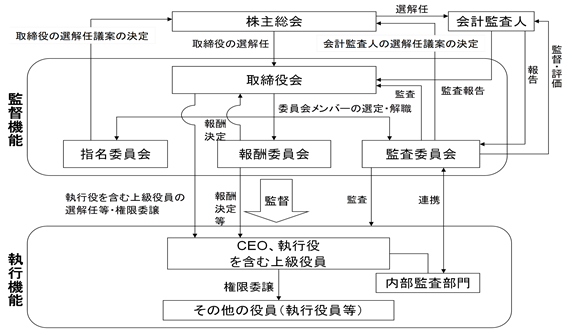 株主総会
選解任
会計監査人
取締役の選解任議案の決定
取締役の選解任
会計監査人の選解任議案の決定
監督・評価
報告
監督機能
取締役会
監査
監査報告
委員会メンバーの選定・解職
報酬
決定
指名委員会
報酬委員会
監査委員会
執行役を含む上級役員の
選解任等・権限委譲
報酬
決定
等
監督
監査
連携
執行機能
CEO、執行役
を含む上級役員
内部監査部門
権限委譲
その他の役員(執行役員等)